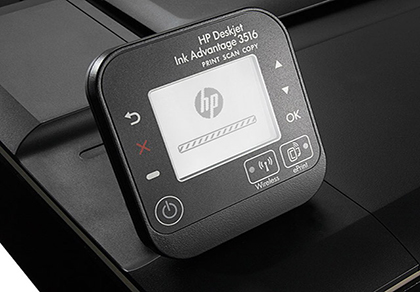 HP Deskjet
Ink Advantage 3516
PRINT SCAN COPY
hp
OK
Wireless
ePrint